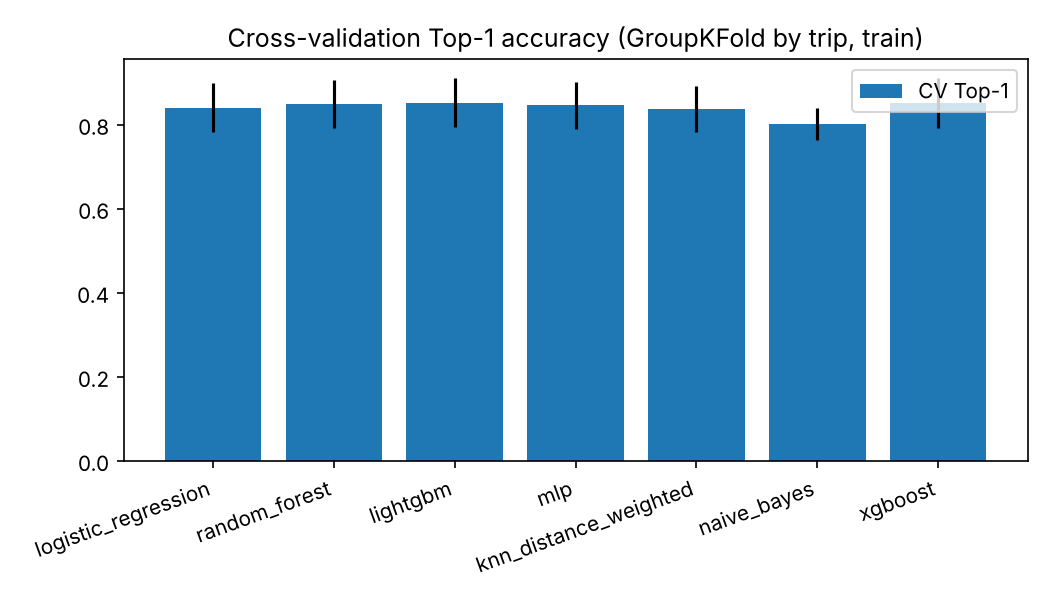 Cross-validation Top-1 accuracy (GroupKFold by trip, train)
CV Top-1
0.8
0.6
0.4
0.2
0.0
logistic_regression
random_forest
lightgbm
mlp
knn_distance_weighted
naive_bayes
xgboost